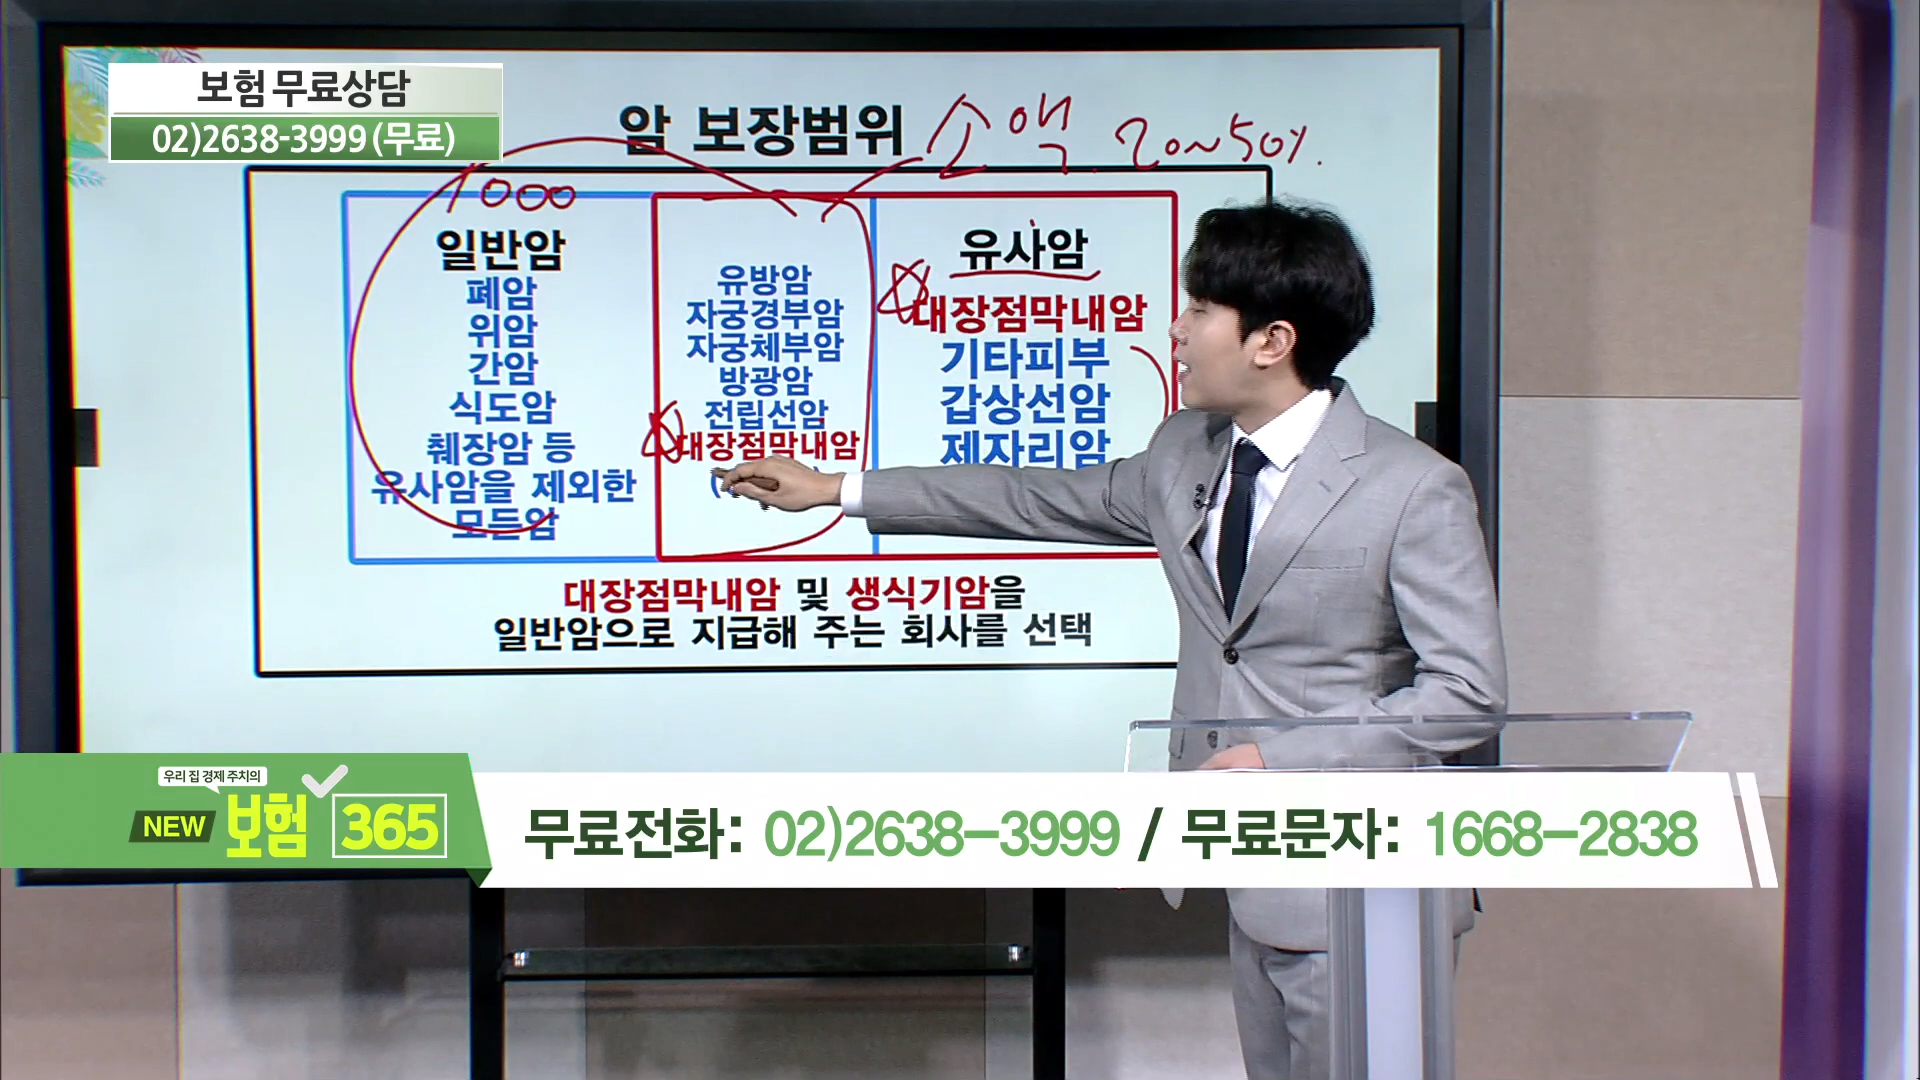 보험 무료상담
02)2638-3999 (무료)
암 보장범위
소액 20~50%.
1000
일반암
폐암
위암
간암
식도암
췌장암 등
유사암을 제외한
모든암
유방암
자궁경부암
자궁체부암
방광암
전립선암
대장점막내암
유사암
대장점막내암
기타피부
갑상선암
제자리암
대장점막내암 및 생식기암을
일반암으로 지급해 주는 회사를 선택
우리 집 경제 주치의
NEW 보험 365
무료전화: 02)2638-3999 / 무료문자: 1668-2838